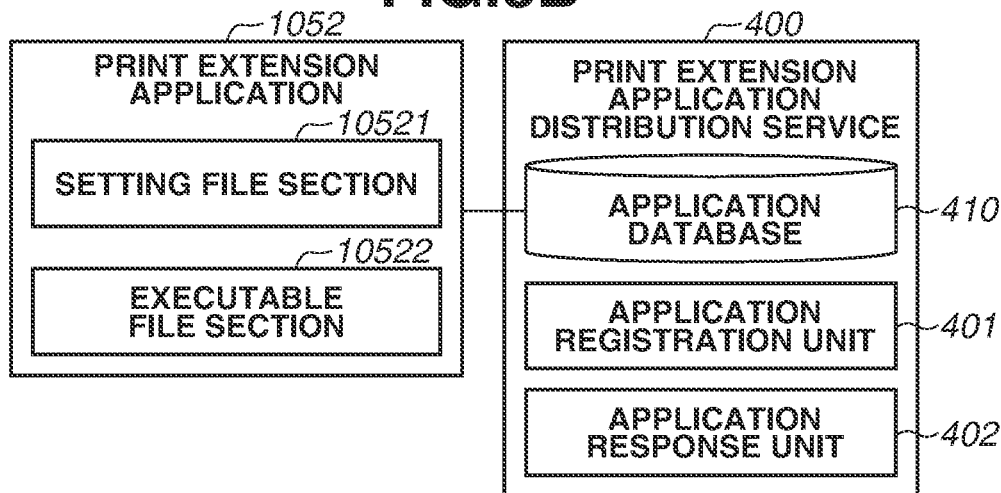 1052
PRINT EXTENSION
APPLICATION
10521
SETTING FILE SECTION
10522
EXECUTABLE
FILE SECTION
400
PRINT EXTENSION
APPLICATION
DISTRIBUTION SERVICE
APPLICATION
DATABASE
410
APPLICATION
REGISTRATION UNIT
401
APPLICATION
RESPONSE UNIT
402